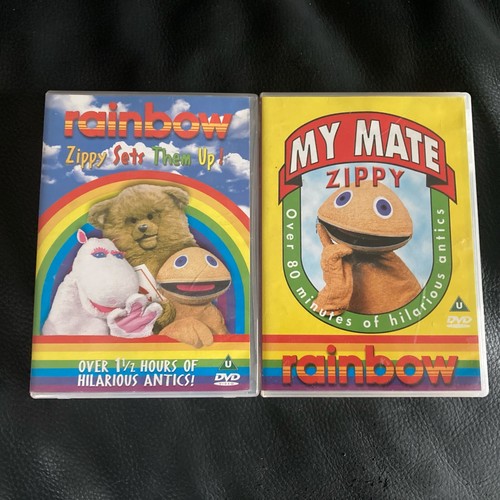 rainbow
Zippy Sets Them Up!
OVER 1½ HOURS OF
HILARIOUS ANTICS!
U
DVD
VIDEO
MY MATE
ZIPPY
Over 80 minutes of hilarious antics
U
DVD
rainbow